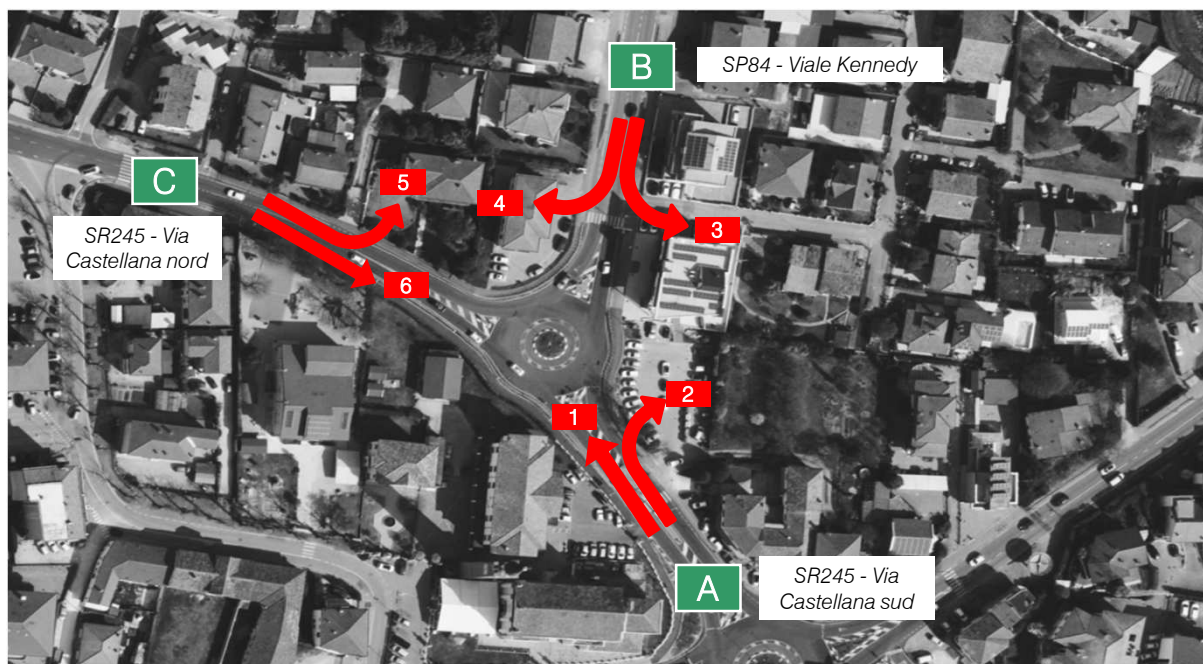 B
SP84 - Viale Kennedy
C
5
4
3
SR245 - Via
Castellana nord
6
2
1
A
SR245 - Via
Castellana sud